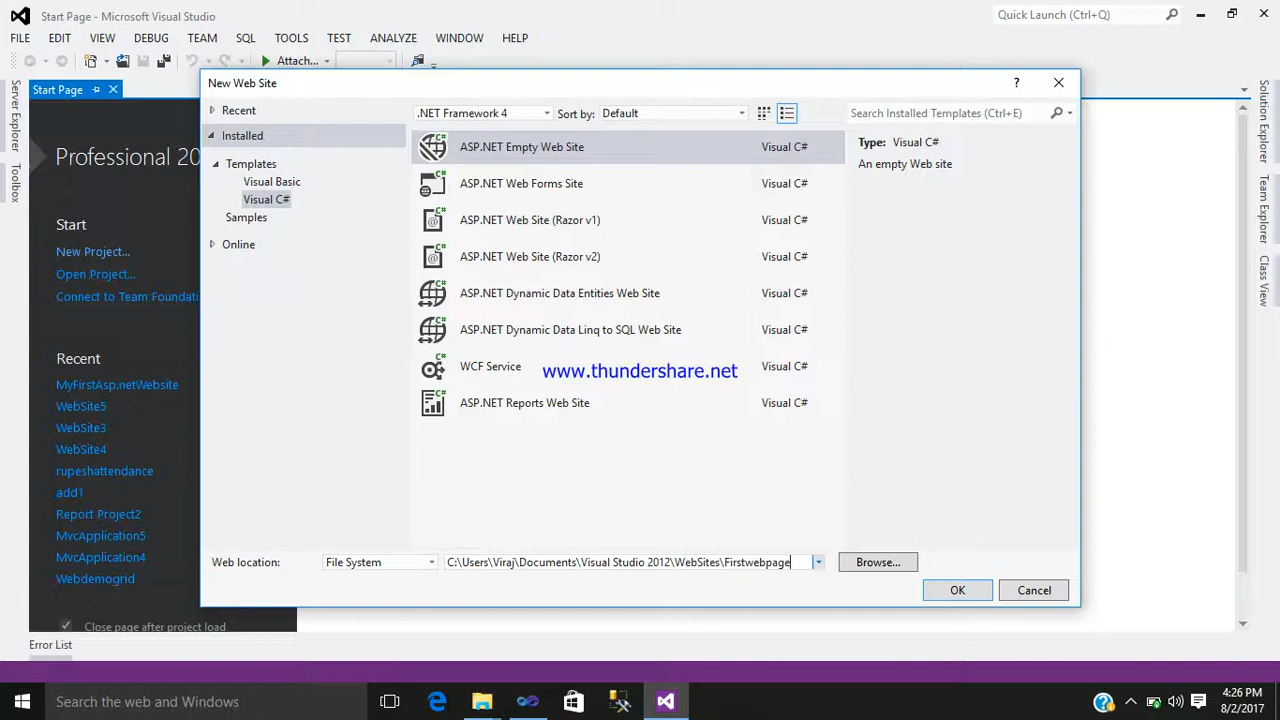 Start Page - Microsoft Visual Studio
Quick Launch (Ctrl+Q)
FILE EDIT VIEW DEBUG TEAM SQL TOOLS TEST ANALYZE WINDOW HELP
Attach...
Server Explorer
Toolbox
Start Page
Professional 20
Start
New Project...
Open Project...
Connect to Team Foundati
Recent
MyFirstAsp.netWebsite
WebSite5
WebSite3
WebSite4
rupeshattendance
add1
Report Project2
MvcApplication5
MvcApplication4
Webdemogrid
Close page after project load
Error List
New Web Site
?
Recent
Installed
Templates
Visual Basic
Visual C#
Samples
Online
.NET Framework 4
Sort by: Default
Search Installed Templates (Ctrl+E)
ASP.NET Empty Web Site Visual C#
ASP.NET Web Forms Site Visual C#
ASP.NET Web Site (Razor v1) Visual C#
ASP.NET Web Site (Razor v2) Visual C#
ASP.NET Dynamic Data Entities Web Site Visual C#
ASP.NET Dynamic Data Linq to SQL Web Site Visual C#
WCF Service Visual C#
www.thundershare.net
ASP.NET Reports Web Site Visual C#
Type: Visual C#
An empty Web site
Web location: File System C:\Users\Viraj\Documents\Visual Studio 2012\WebSites\Firstwebpage Browse...
OK Cancel
Solution Explorer
Team Explorer
Class View
Search the web and Windows
4:26 PM
8/2/2017